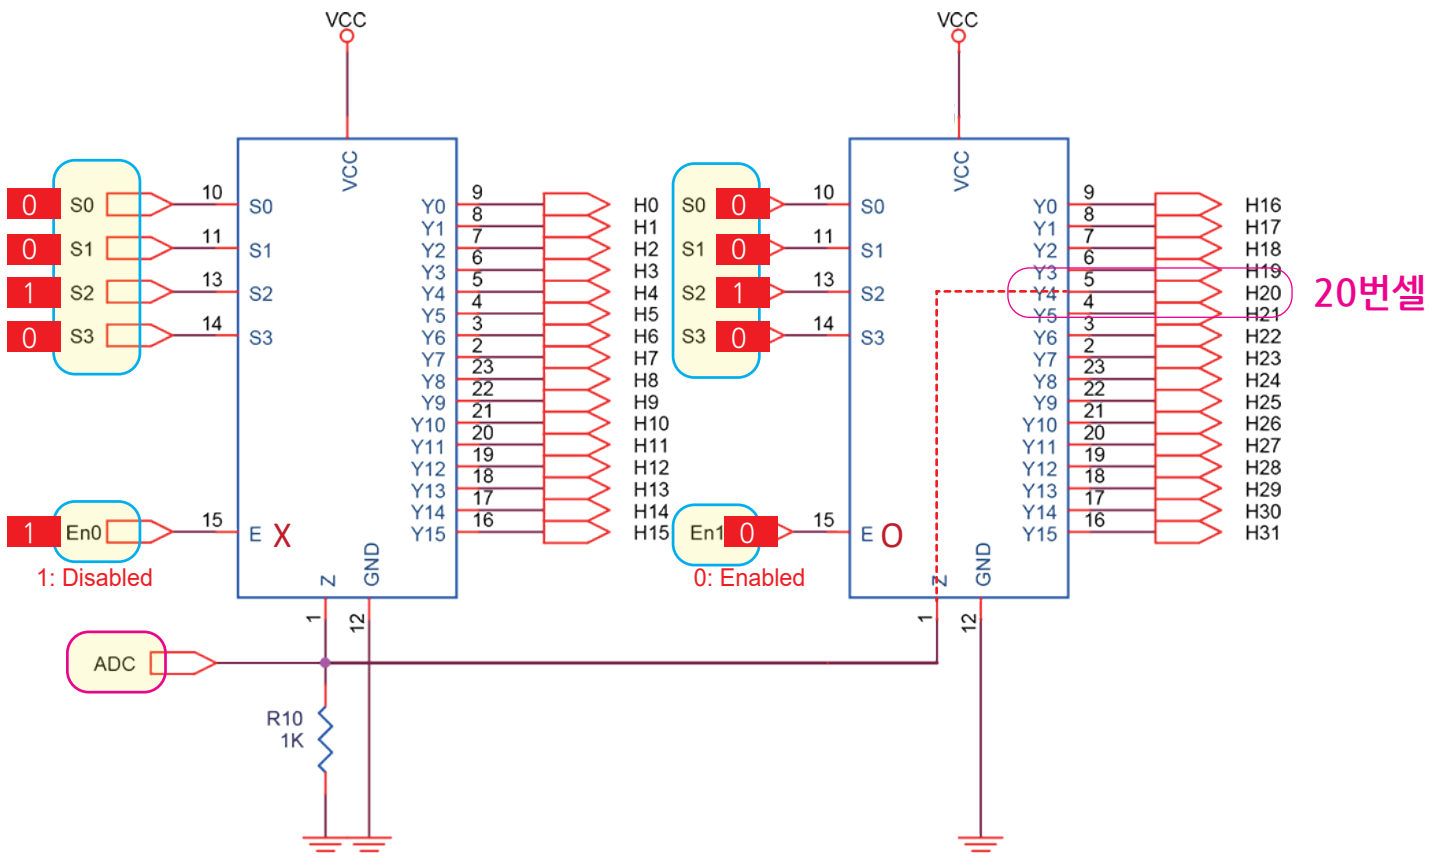 VCC
VCC
0 S0 10 S0
0 S1 11 S1
1 S2 13 S2
0 S3 14 S3
VCC
Y0 9 H0
Y1 8 H1
Y2 7 H2
Y3 6 H3
Y4 5 H4
Y5 4 H5
Y6 3 H6
Y7 2 H7
Y8 23 H8
Y9 22 H9
Y10 21 H10
Y11 20 H11
Y12 19 H12
Y13 18 H13
Y14 17 H14
Y15 16 H15
1 En0 15 E X
1: Disabled
Z GND
1 12
S0 0 10 S0
S1 0 11 S1
S2 1 13 S2
S3 0 14 S3
VCC
Y0 9 H16
Y1 8 H17
Y2 7 H18
Y3 6 H19
Y4 5 H20 20번셀
Y5 4 H21
Y6 3 H22
Y7 2 H23
Y8 23 H24
Y9 22 H25
Y10 21 H26
Y11 20 H27
Y12 19 H28
Y13 18 H29
Y14 17 H30
Y15 16 H31
En1 0 15 E O
0: Enabled
Z GND
1 12
ADC
R10
1K